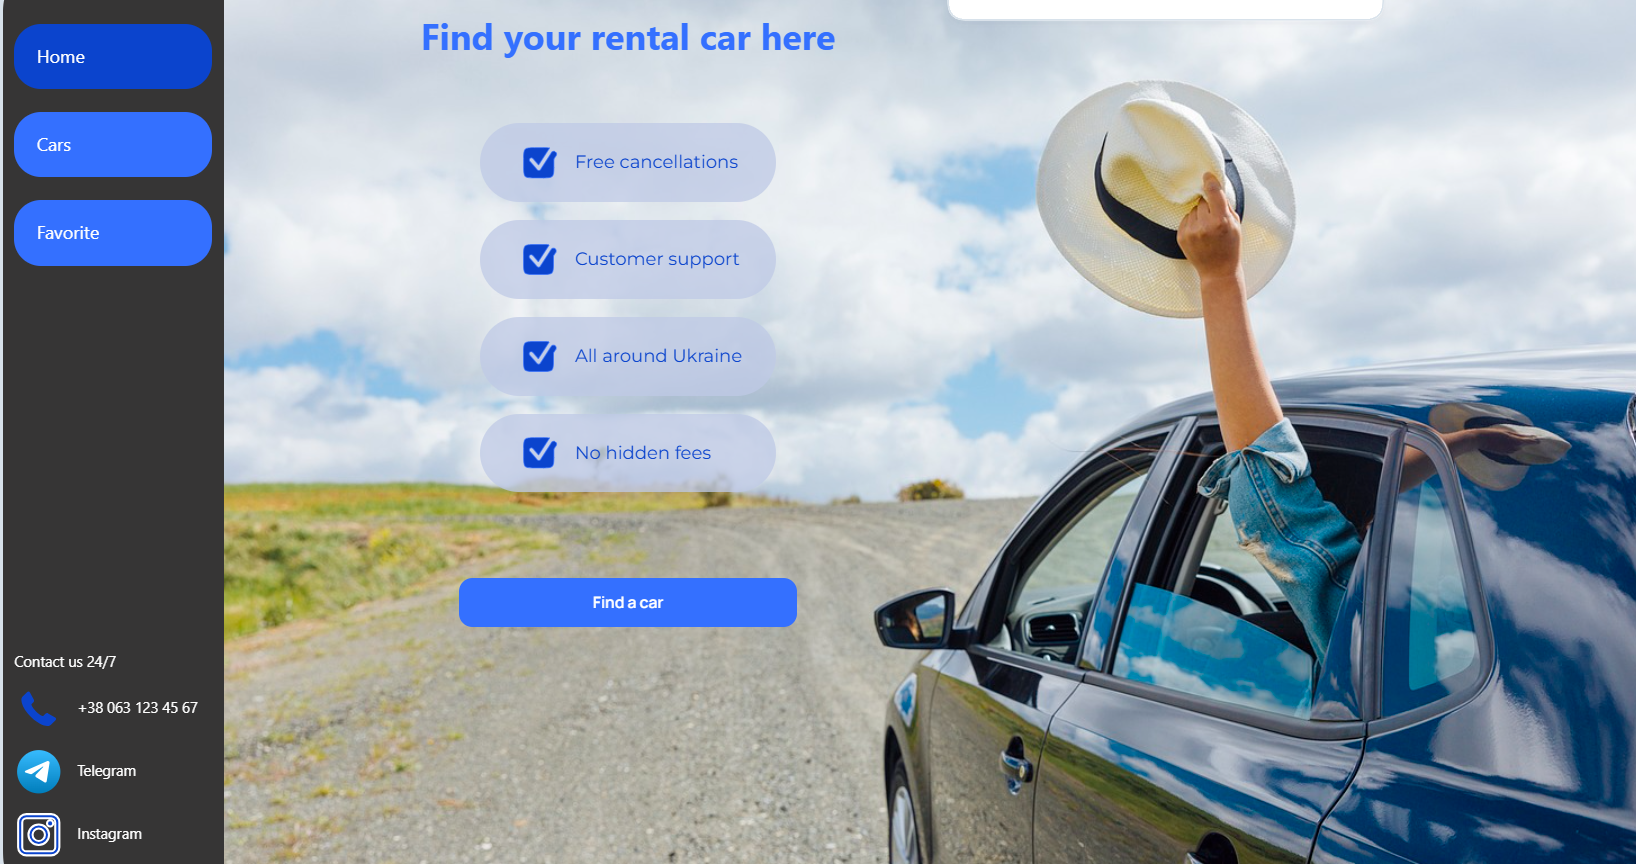 Home
Cars
Favorite
Contact us 24/7
+38 063 123 45 67
Telegram
Instagram
Find your rental car here
Free cancellations
Customer support
All around Ukraine
No hidden fees
Find a car